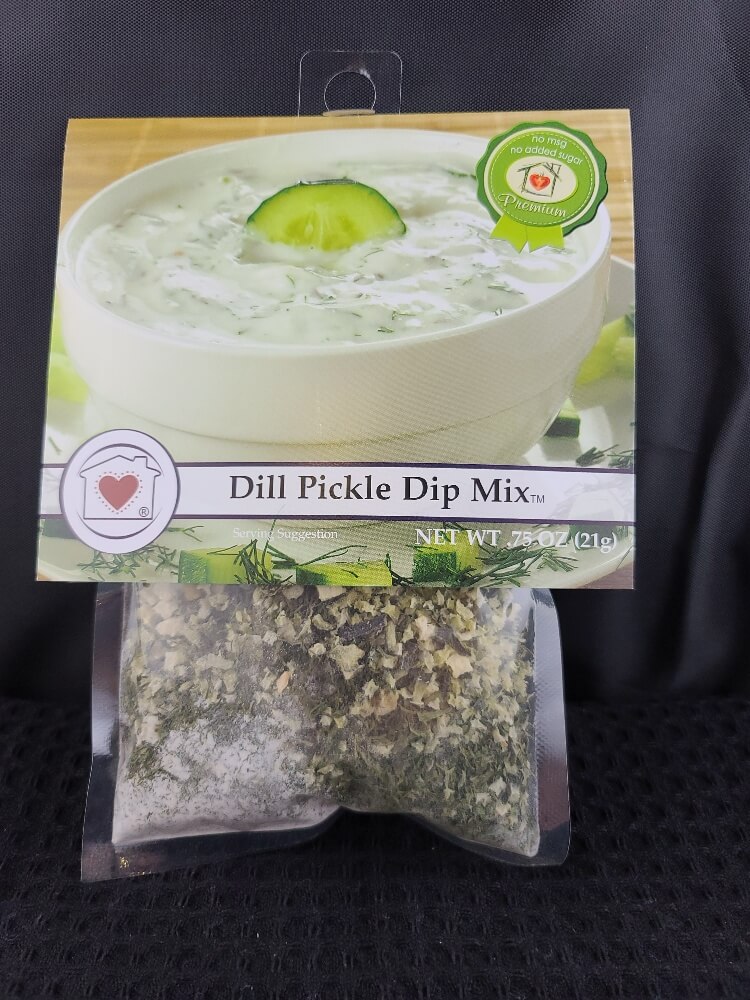 no msg
no added sugar
Premium
Dill Pickle Dip Mix™
®
Serving Suggestion
NET WT .75 OZ (21g)